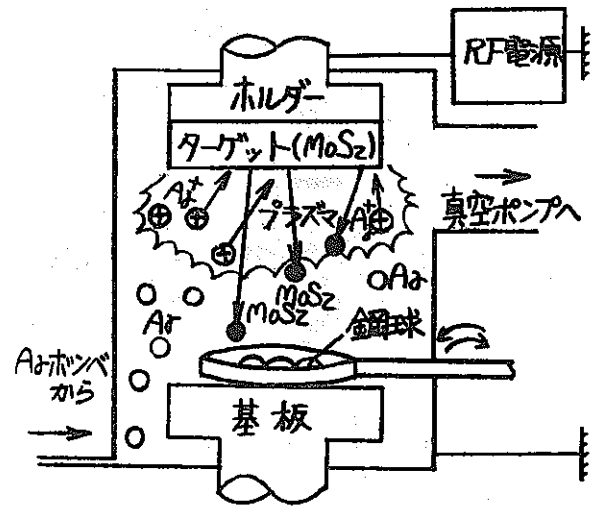 RF電源
ホルダー
ターゲット(MoS2)
Ar+
プラズマ
Ar+
真空ポンプへ
Ar
MoS2
MoS2
Ar
鋼球
Arボンベ
から
基板